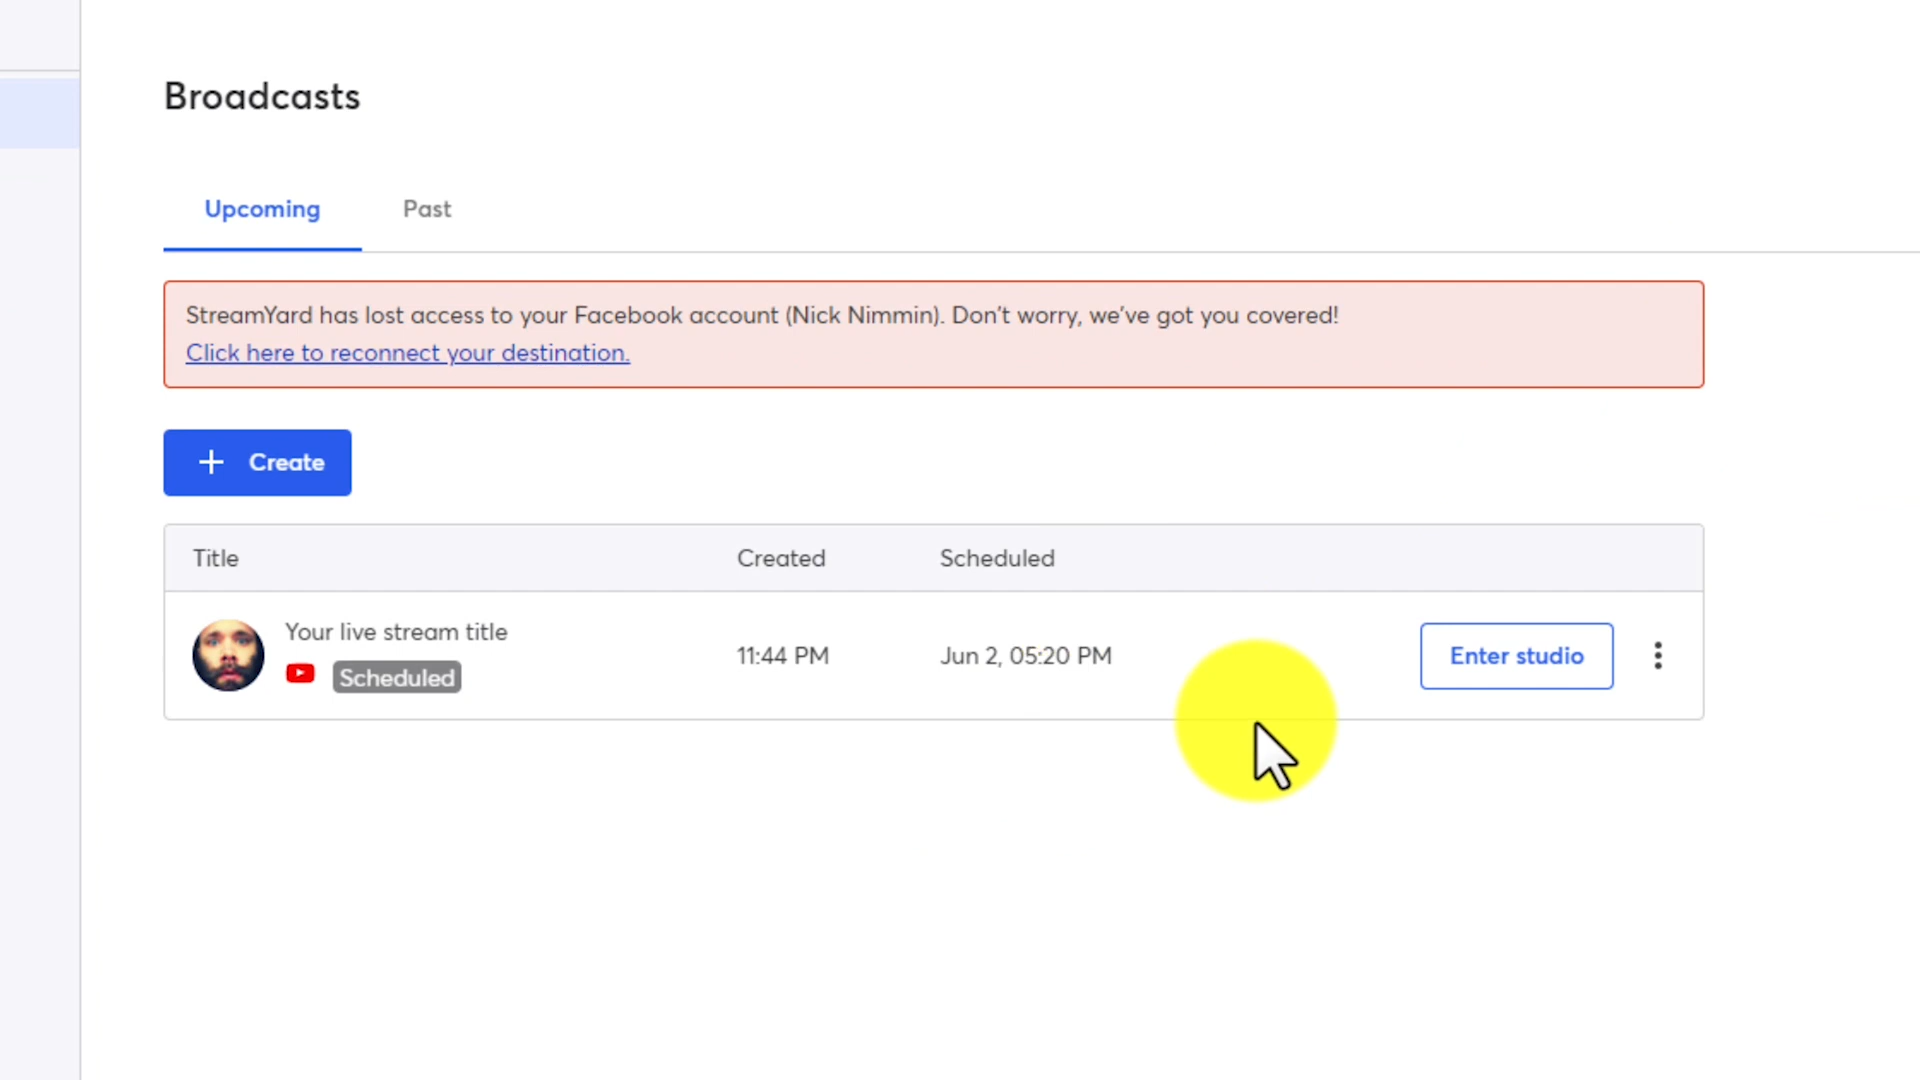 Broadcasts
Upcoming
Past
StreamYard has lost access to your Facebook account (Nick Nimmin). Don't worry, we've got you covered!
Click here to reconnect your destination.
+ Create
Title
Created
Scheduled
Your live stream title
Scheduled
11:44 PM
Jun 2, 05:20 PM
Enter studio